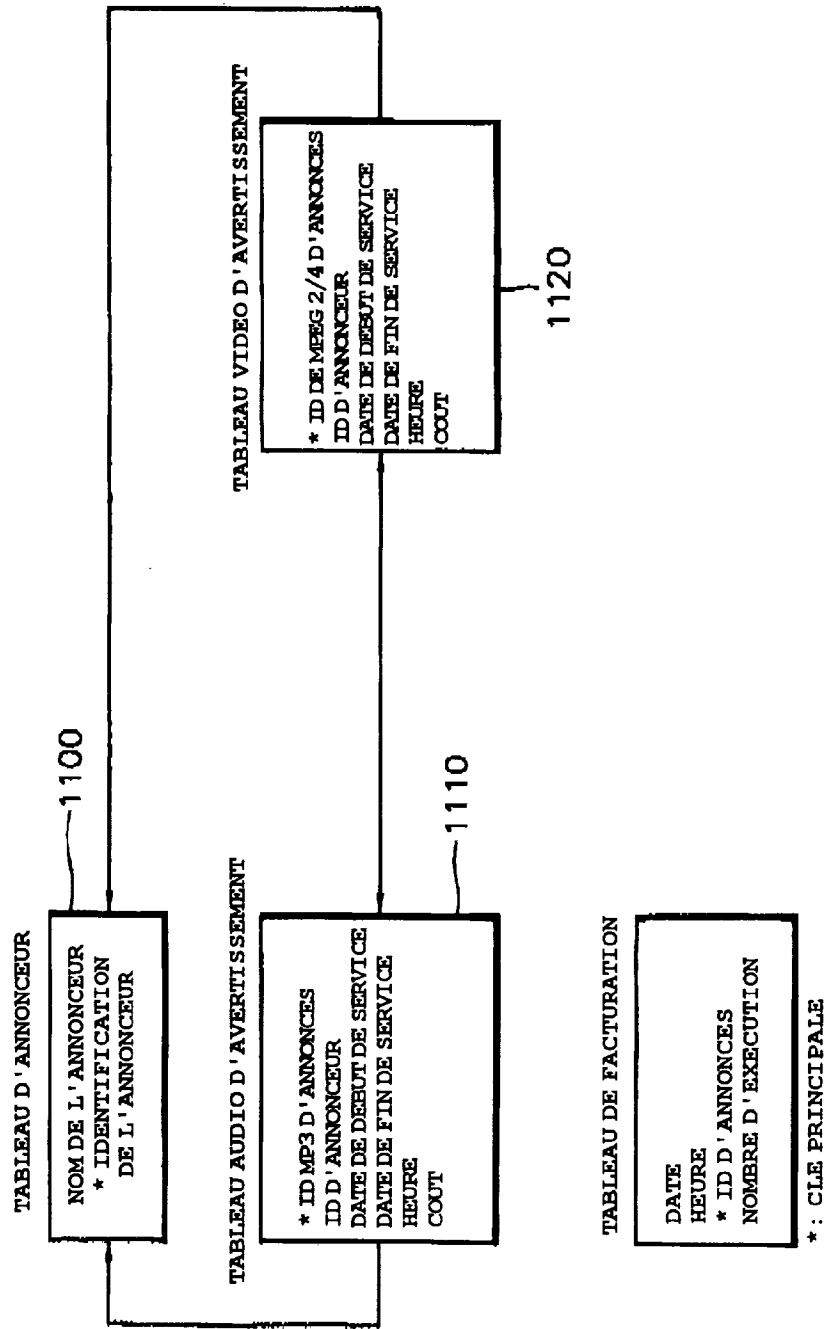 TABLEAU D'ANNONCEUR
NOM DE L'ANNONCEUR
* IDENTIFICATION
DE L'ANNONCEUR
1100
TABLEAU AUDIO D'AVERTISSEMENT
* ID MP3 D'ANNONCES
ID D'ANNONCEUR
DATE DE DEBUT DE SERVICE
DATE DE FIN DE SERVICE
HEURE
COUT
1110
TABLEAU VIDEO D'AVERTISSEMENT
* ID DE MPEG 2/4 D'ANNONCES
ID D'ANNONCEUR
DATE DE DEBUT DE SERVICE
DATE DE FIN DE SERVICE
HEURE
COUT
1120
TABLEAU DE FACTURATION
DATE
HEURE
* ID D'ANNONCES
NOMBRE D'EXECUTION
*: CLE PRINCIPALE